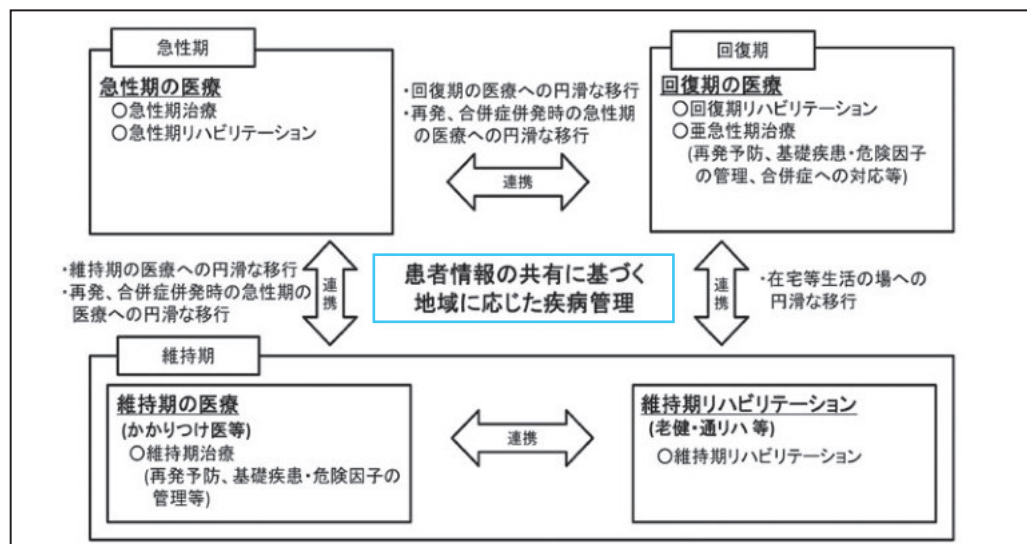 急性期
急性期の医療
○急性期治療
○急性期リハビリテーション
・回復期の医療への円滑な移行
・再発、合併症併発時の急性期
の医療への円滑な移行
連携
回復期
回復期の医療
○回復期リハビリテーション
○亜急性期治療
(再発予防、基礎疾患・危険因子
の管理、合併症への対応等)
・維持期の医療への円滑な移行
・再発、合併症併発時の急性期の
医療への円滑な移行
連携
患者情報の共有に基づく
地域に応じた疾病管理
連携
・在宅等生活の場への
円滑な移行
維持期
維持期の医療
(かかりつけ医等)
○維持期治療
(再発予防、基礎疾患・危険因子の
管理等)
連携
維持期リハビリテーション
(老健・通リハ 等)
○維持期リハビリテーション